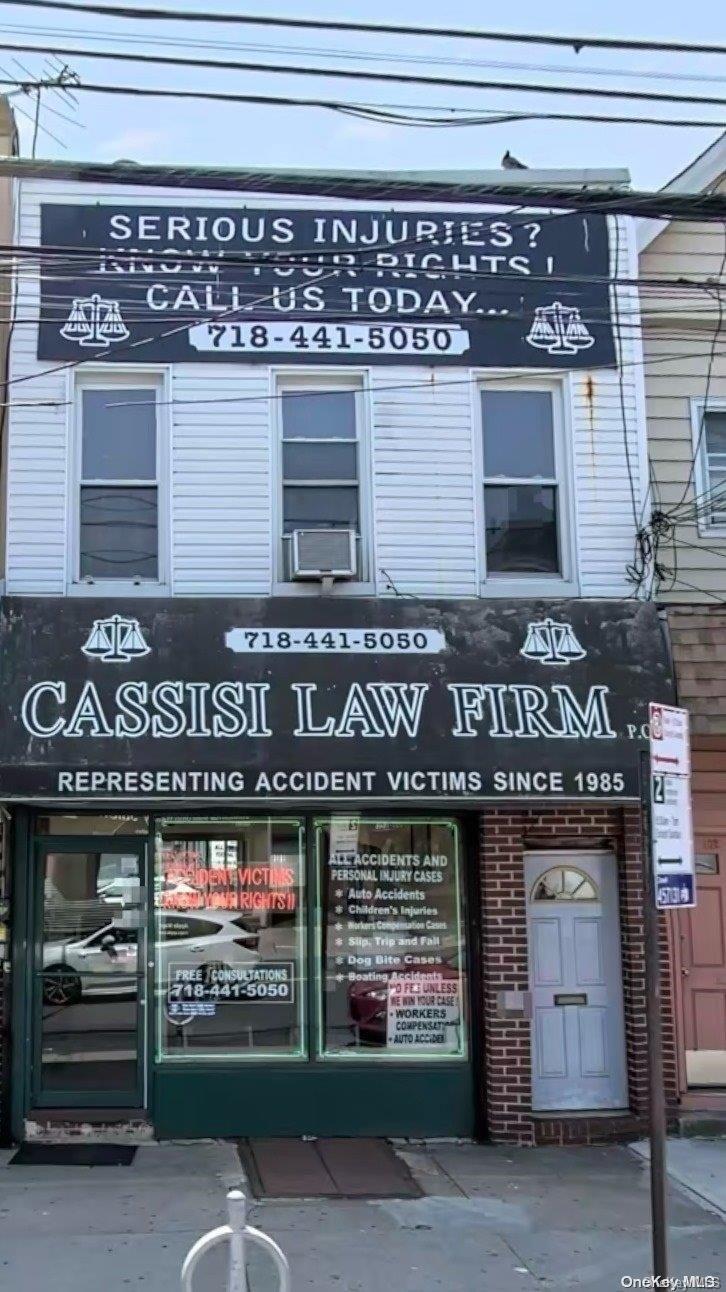 SERIOUS INJURIES?
KNOW YOUR RIGHTS!
CALL US TODAY...
718-441-5050
718-441-5050
CASSISI LAW FIRM P.C
REPRESENTING ACCIDENT VICTIMS SINCE 1985
ACCIDENT VICTIMS
KNOW YOUR RIGHTS!!
FREE CONSULTATIONS
718-441-5050
ALL ACCIDENTS AND
PERSONAL INJURY CASES
* Auto Accidents
* Children's Injuries
* Workers Compensation Cases
* Slip, Trip and Fall
* Dog Bite Cases
* Boating Accidents
NO FEE UNLESS
WE WIN YOUR CASE!
• WORKERS
COMPENSAT
• AUTO ACCIDE
2
OneKey MLS